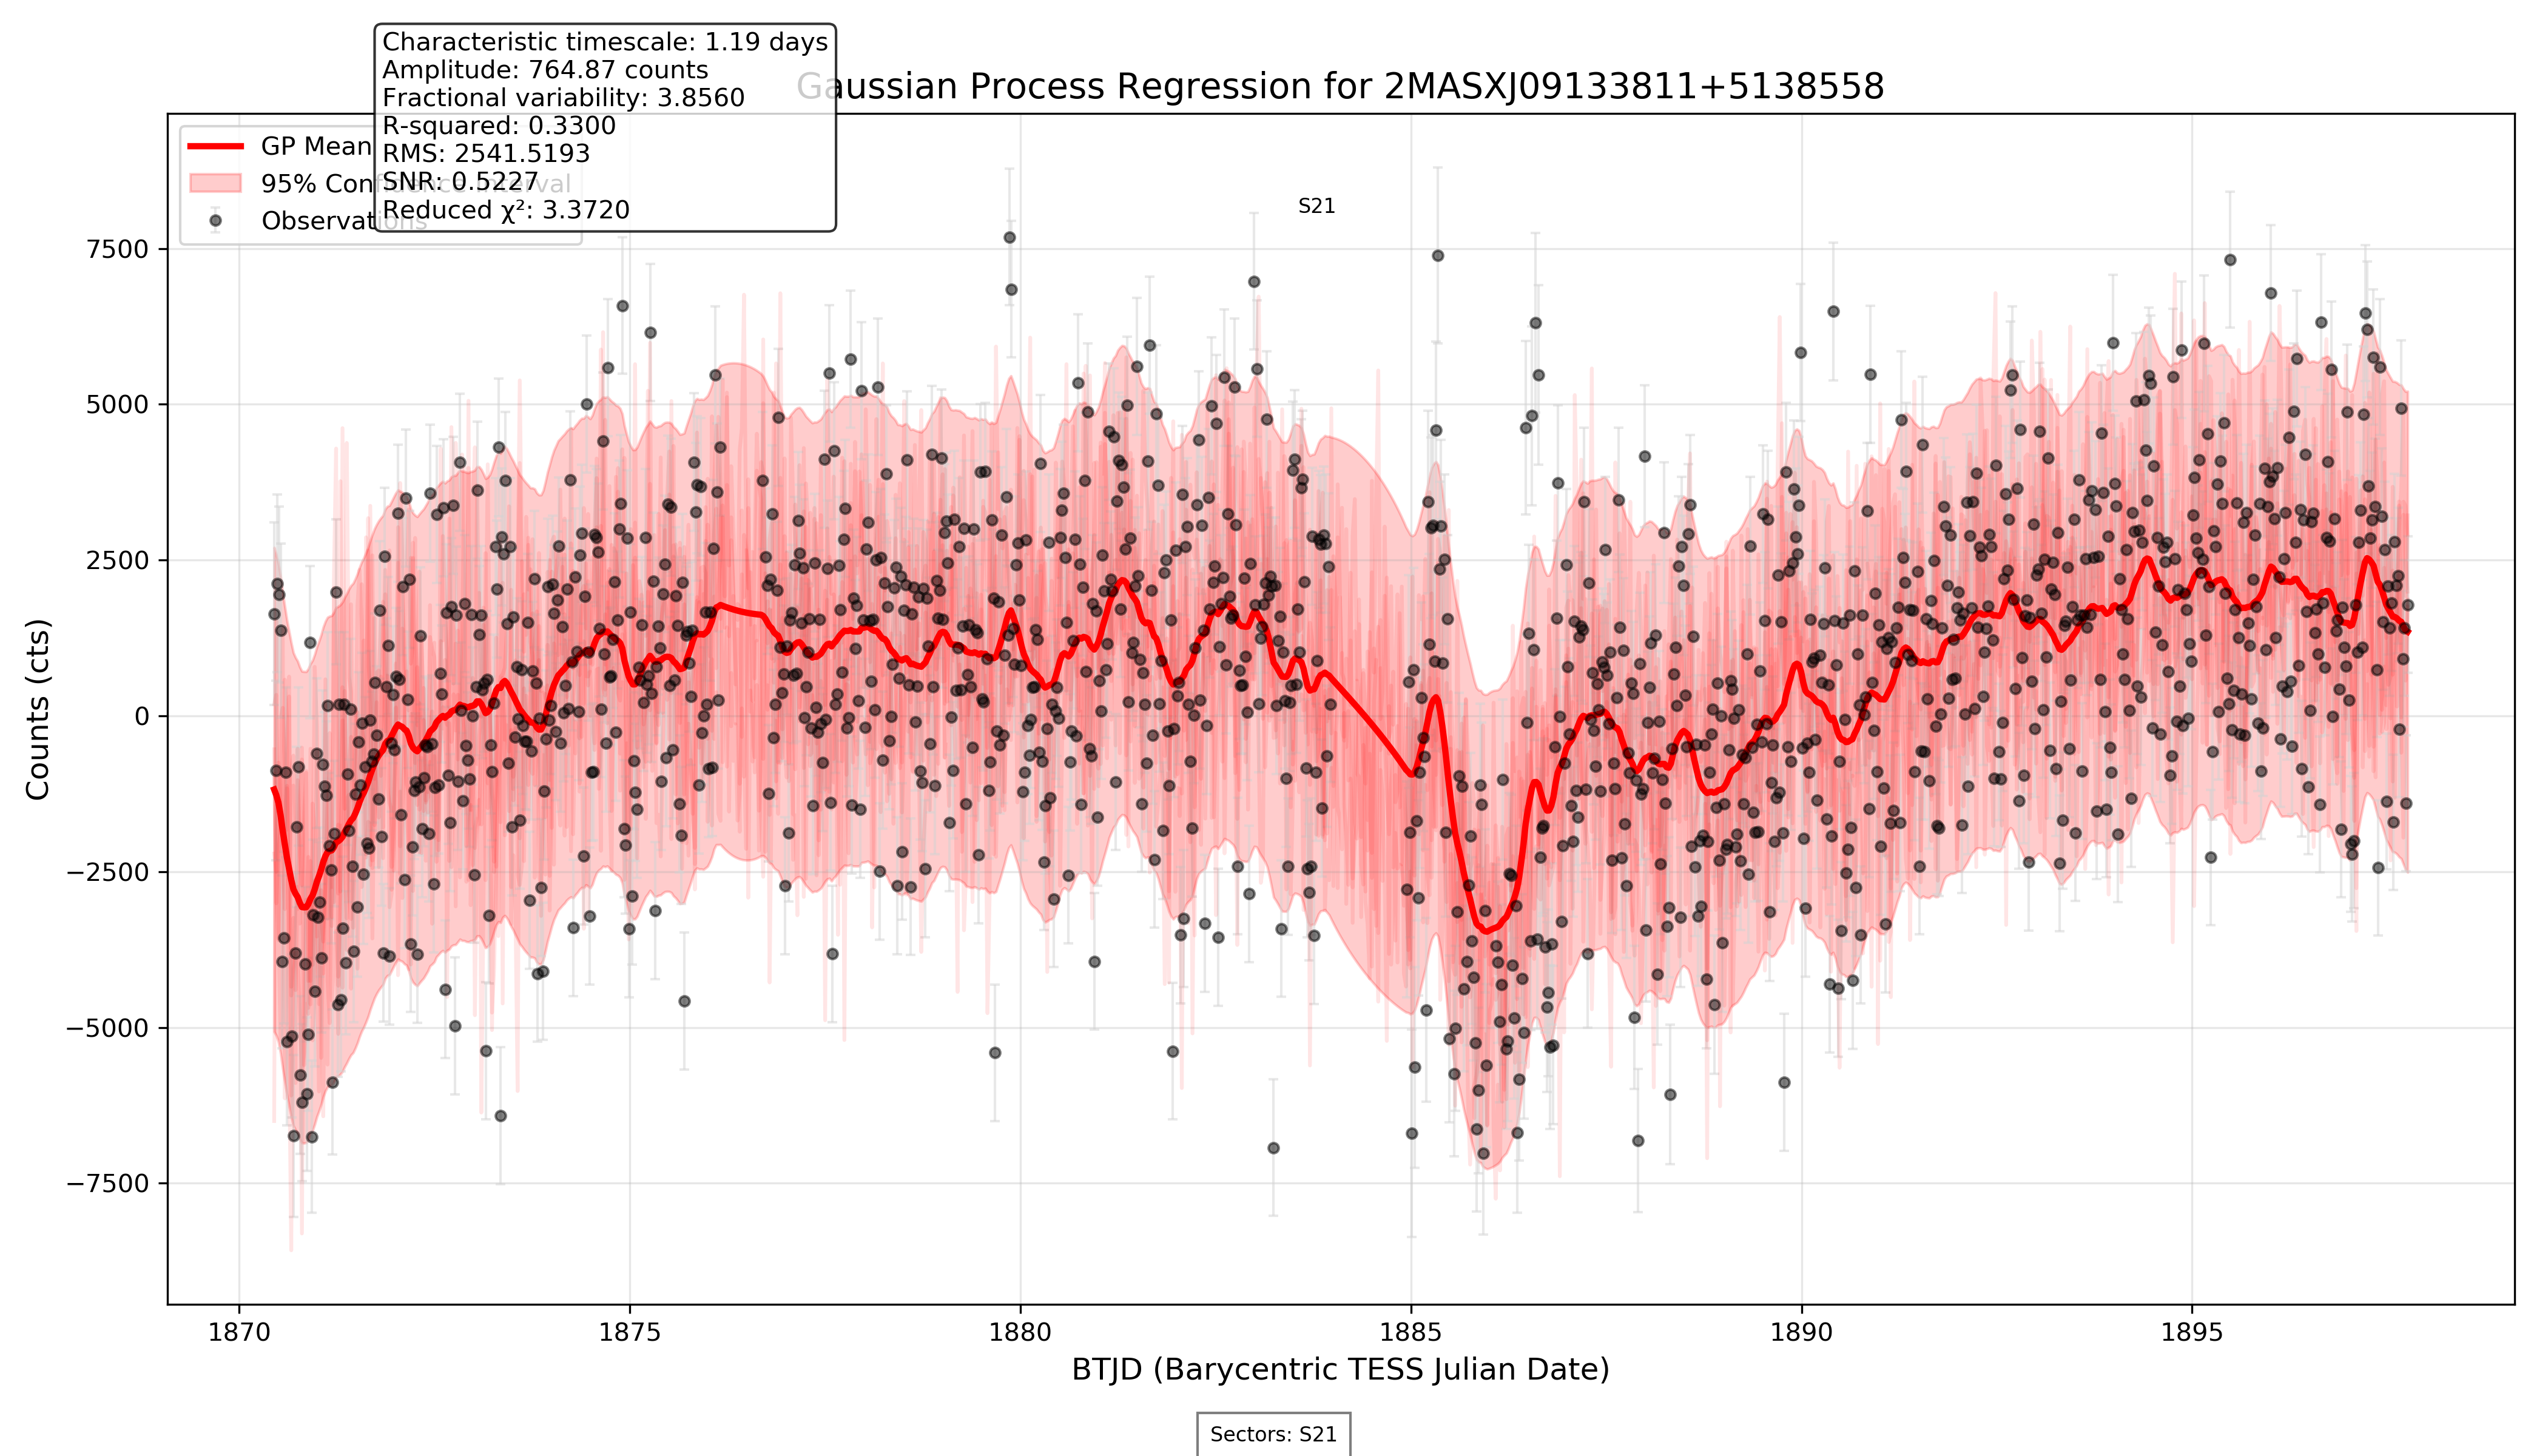 Characteristic timescale: 1.19 days
Amplitude: 764.87 counts
Fractional variability: 3.8560
R-squared: 0.3300
RMS: 2541.5193
SNR: 0.5227
Reduced χ²: 3.3720
Gaussian Process Regression for 2MASXJ09133811+5138558
GP Mean
95% Confidence Interval
Observations
S21
Counts (cts)
7500
5000
2500
0
−2500
−5000
−7500
1870
1875
1880
1885
1890
1895
BTJD (Barycentric TESS Julian Date)
Sectors: S21